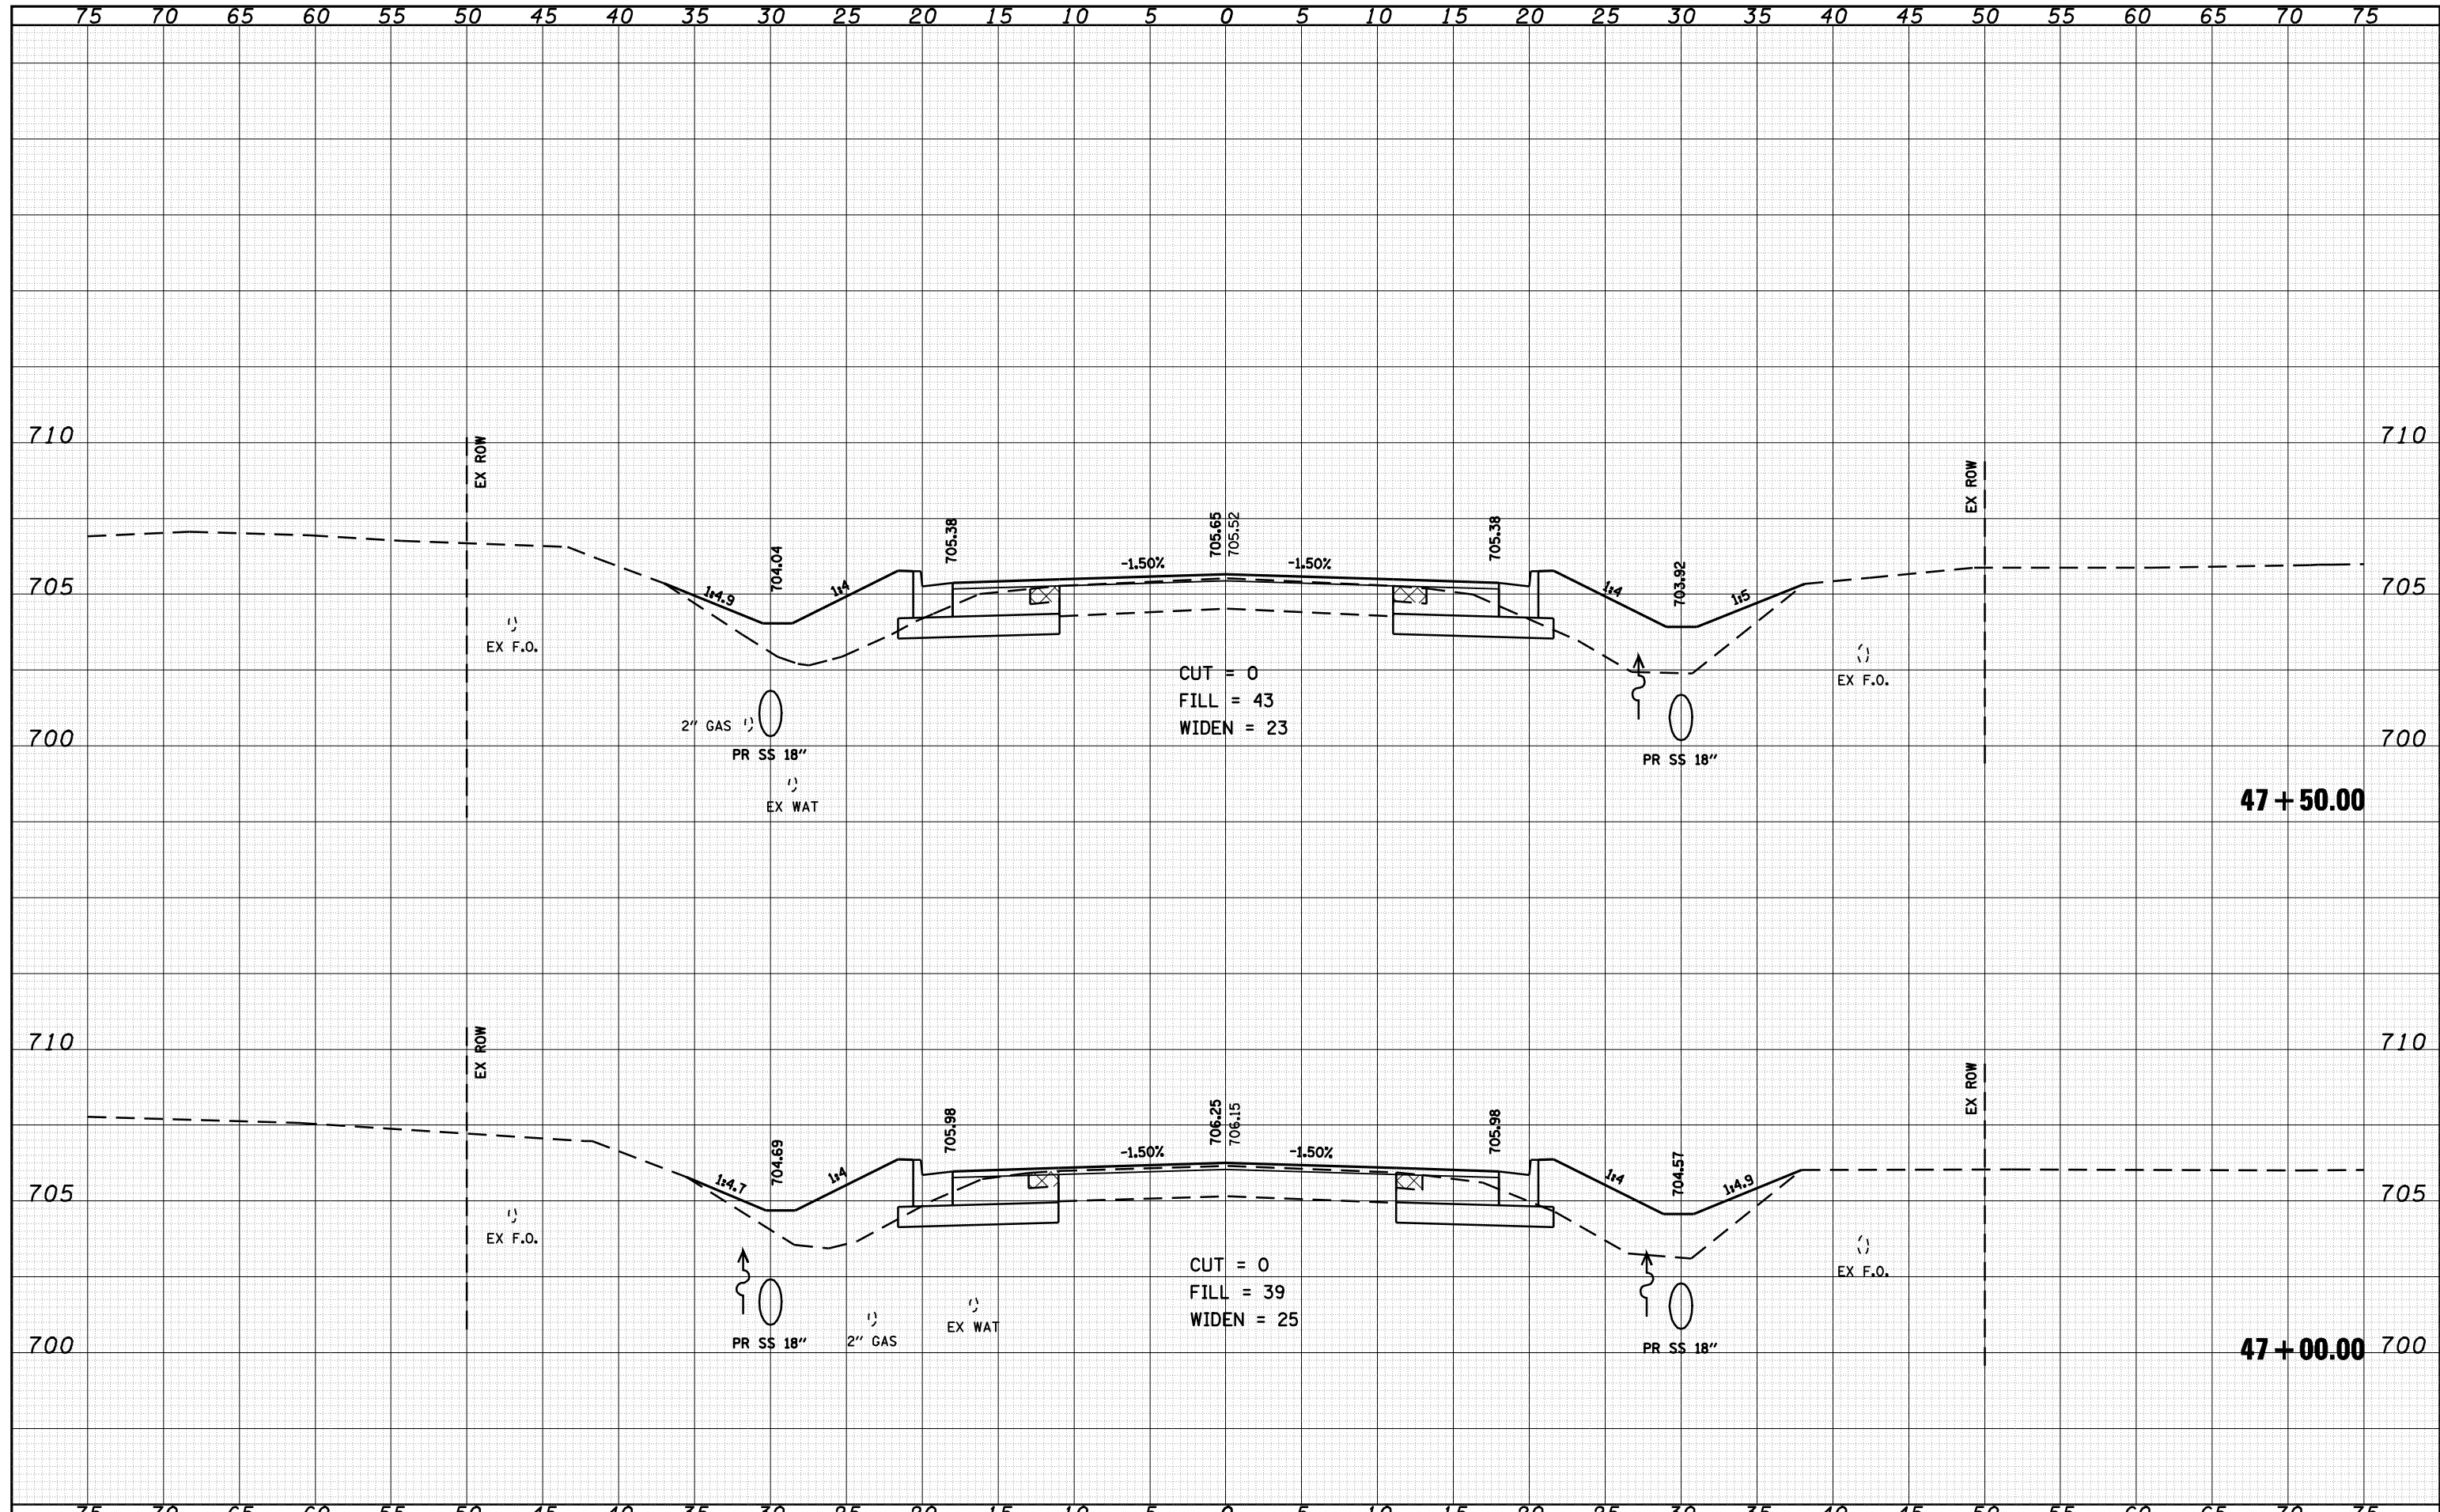 75 70 65 60 55 50 45 40 35 30 25 20 15 10 5 0 5 10 15 20 25 30 35 40 45 50 55 60 65 70 75
710 710
EX ROW EX ROW
705.38 705.65 705.52 705.38
704.04 703.92
-1.50% -1.50%
705 1:4.9 1:4 1:4 1:5 705
EX F.O. EX F.O.
CUT = 0
FILL = 43
WIDEN = 23
2" GAS
PR SS 18" PR SS 18"
700 700
EX WAT
47+50.00
710 710
EX ROW EX ROW
705.98 706.25 706.15 705.98
704.69 704.57
-1.50% -1.50%
705 1:4.7 1:4 1:4 1:4.9 705
EX F.O. EX F.O.
CUT = 0
FILL = 39
WIDEN = 25
PR SS 18" 2" GAS EX WAT PR SS 18"
700 47+00.00 700
75 70 65 60 55 50 45 40 35 30 25 20 15 10 5 0 5 10 15 20 25 30 35 40 45 50 55 60 65 70 75